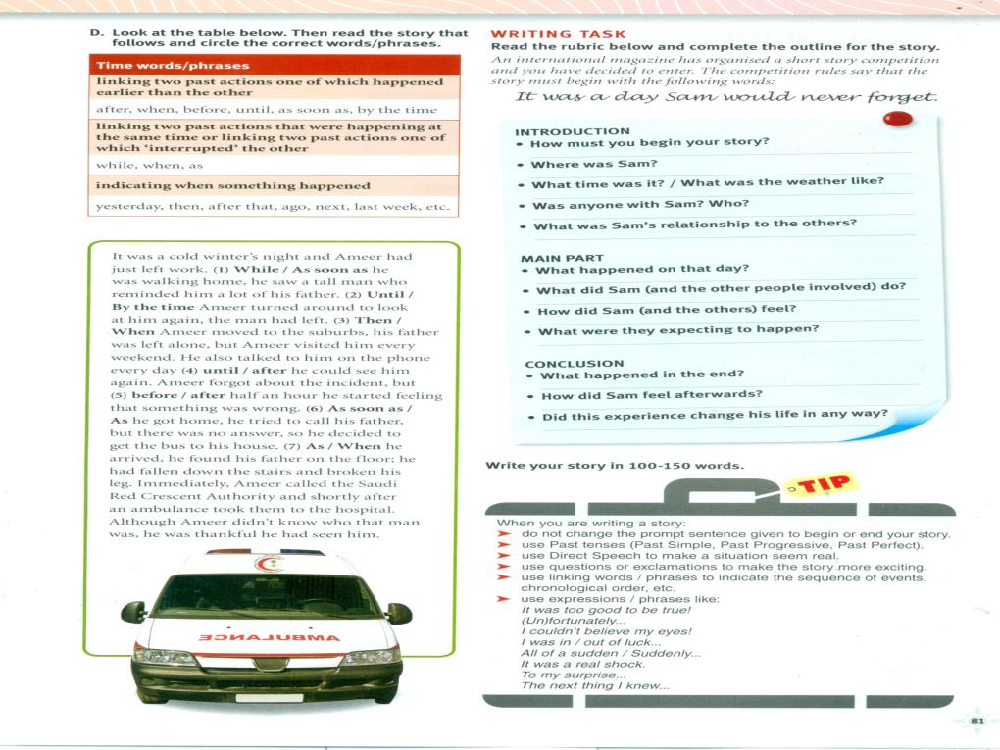 D. Look at the table below. Then read the story that
follows and circle the correct words/phrases.
Time words/phrases
linking two past actions one of which happened
earlier than the other
after, when, before, until, as soon as, by the time
linking two past actions that were happening at
the same time or linking two past actions one of
which ‘interrupted’ the other
while, when, as
indicating when something happened
yesterday, then, after that, ago, next, last week, etc.
It was a cold winter’s night and Ameer had
just left work. (1) While / As soon as he
was walking home, he saw a tall man who
reminded him a lot of his father. (2) Until /
By the time Ameer turned around to look
at him again, the man had left. (3) Then /
When Ameer moved to the suburbs, his father
was left alone, but Ameer visited him every
weekend. He also talked to him on the phone
every day (4) until / after he could see him
again. Ameer forgot about the incident, but
(5) before / after half an hour he started feeling
that something was wrong. (6) As soon as /
As he got home, he tried to call his father,
but there was no answer, so he decided to
get the bus to his house. (7) As / When he
arrived, he found his father on the floor; he
had fallen down the stairs and broken his
leg. Immediately, Ameer called the Saudi
Red Crescent Authority and shortly after
an ambulance took them to the hospital.
Although Ameer didn’t know who that man
was, he was thankful he had seen him.
AMBULANCE
WRITING TASK
Read the rubric below and complete the outline for the story.
An international magazine has organised a short story competition
and you have decided to enter. The competition rules say that the
story must begin with the following words:
It was a day Sam would never forget.
INTRODUCTION
• How must you begin your story?
• Where was Sam?
• What time was it? / What was the weather like?
• Was anyone with Sam? Who?
• What was Sam’s relationship to the others?
MAIN PART
• What happened on that day?
• What did Sam (and the other people involved) do?
• How did Sam (and the others) feel?
• What were they expecting to happen?
CONCLUSION
• What happened in the end?
• How did Sam feel afterwards?
• Did this experience change his life in any way?
Write your story in 100-150 words.
TIP
When you are writing a story:
➤ do not change the prompt sentence given to begin or end your story.
➤ use Past tenses (Past Simple, Past Progressive, Past Perfect).
➤ use Direct Speech to make a situation seem real.
➤ use questions or exclamations to make the story more exciting.
➤ use linking words / phrases to indicate the sequence of events,
chronological order, etc.
➤ use expressions / phrases like:
It was too good to be true!
(Un)fortunately...
I couldn’t believe my eyes!
I was in / out of luck...
All of a sudden / Suddenly...
It was a real shock.
To my surprise...
The next thing I knew...
81